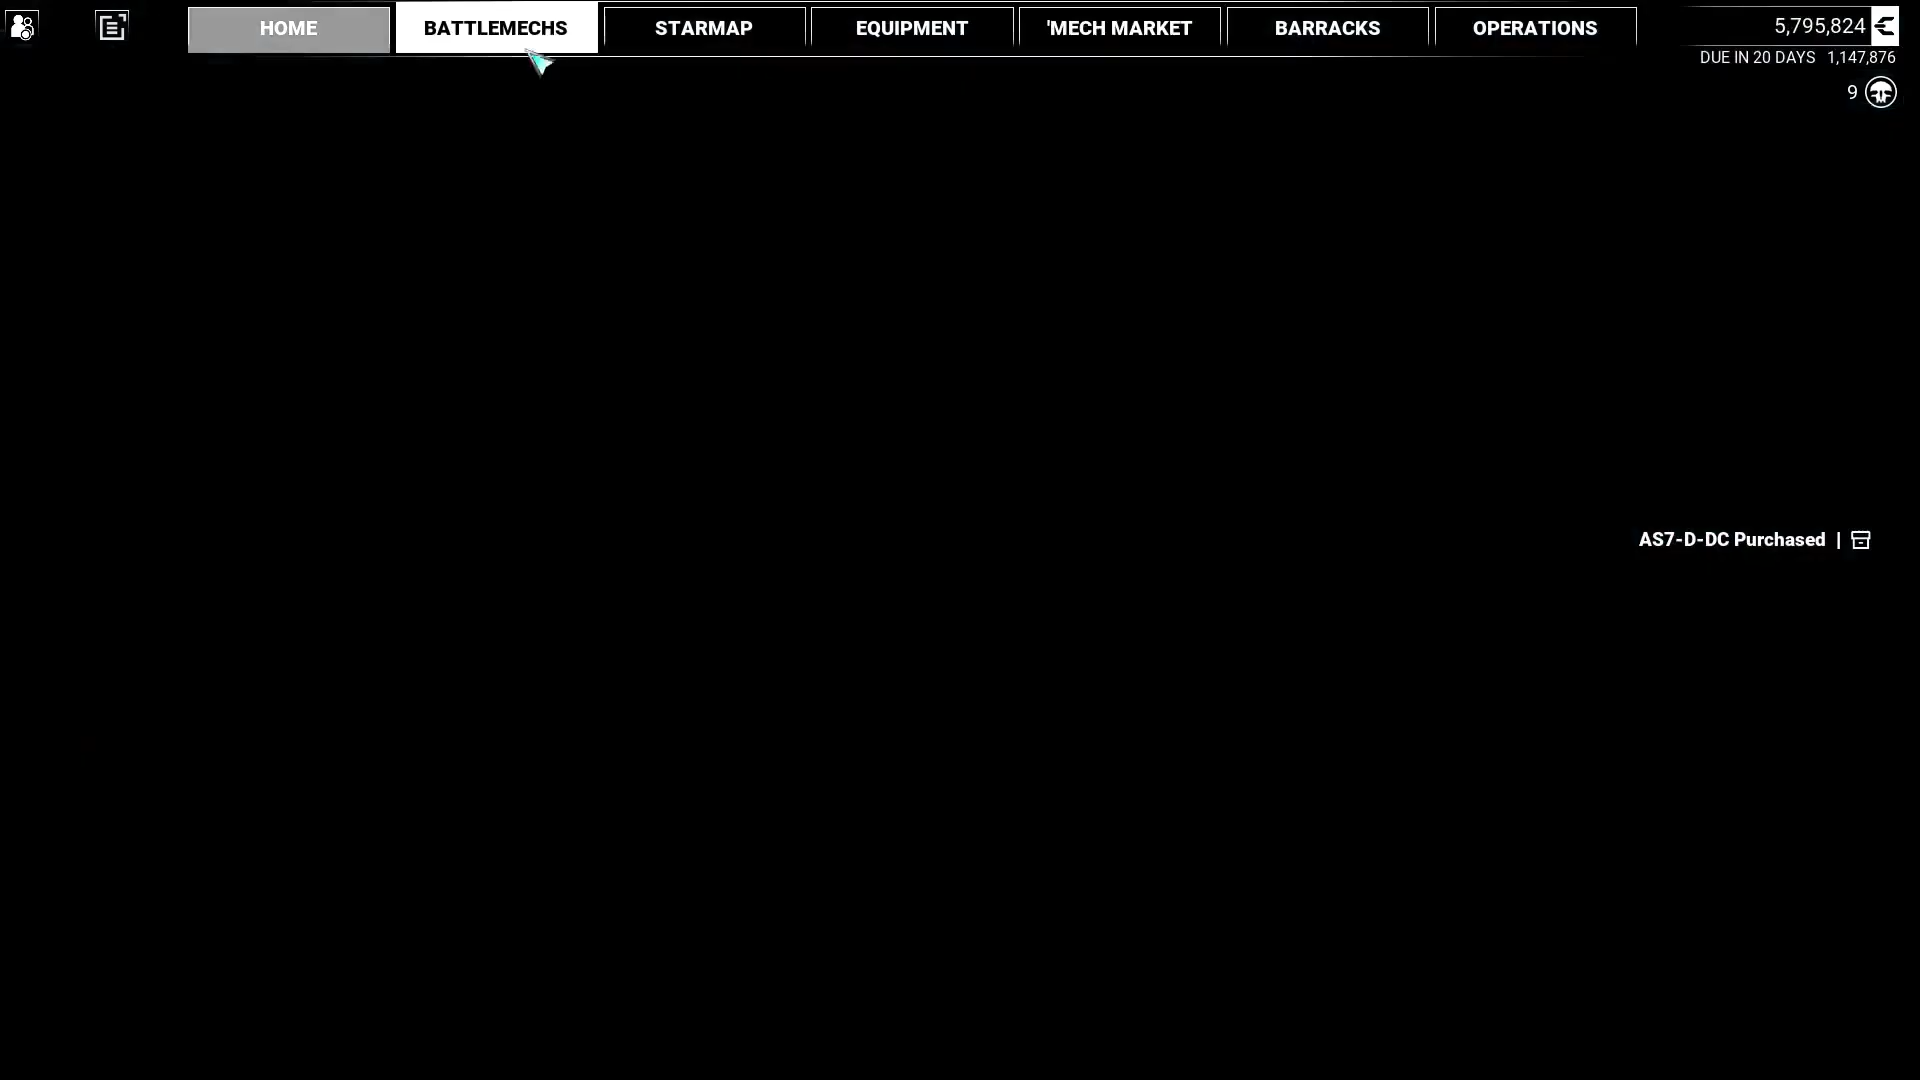 HOME
BATTLEMECHS
STARMAP
EQUIPMENT
'MECH MARKET
BARRACKS
OPERATIONS
5,795,824
DUE IN 20 DAYS 1,147,876
9
AS7-D-DC Purchased |